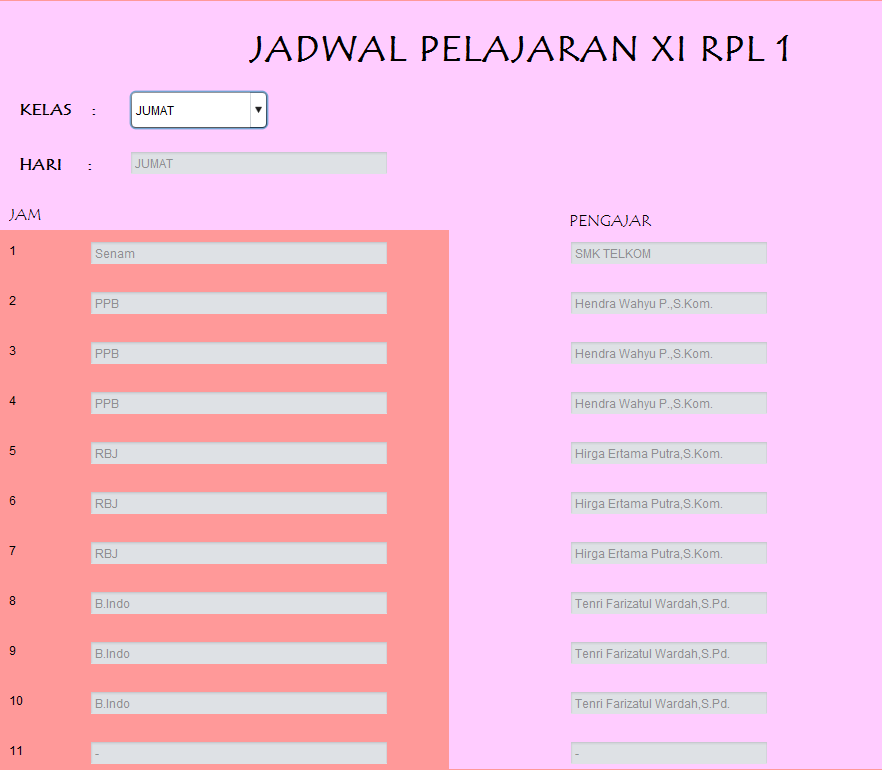 JADWAL PELAJARAN XI RPL 1
KELAS : JUMAT
HARI : JUMAT
JAM PENGAJAR
1 Senam SMK TELKOM
2 PPB Hendra Wahyu P.,S.Kom.
3 PPB Hendra Wahyu P.,S.Kom.
4 PPB Hendra Wahyu P.,S.Kom.
5 RBJ Hirga Ertama Putra,S.Kom.
6 RBJ Hirga Ertama Putra,S.Kom.
7 RBJ Hirga Ertama Putra,S.Kom.
8 B.Indo Tenri Farizatul Wardah,S.Pd.
9 B.Indo Tenri Farizatul Wardah,S.Pd.
10 B.Indo Tenri Farizatul Wardah,S.Pd.
11 - -